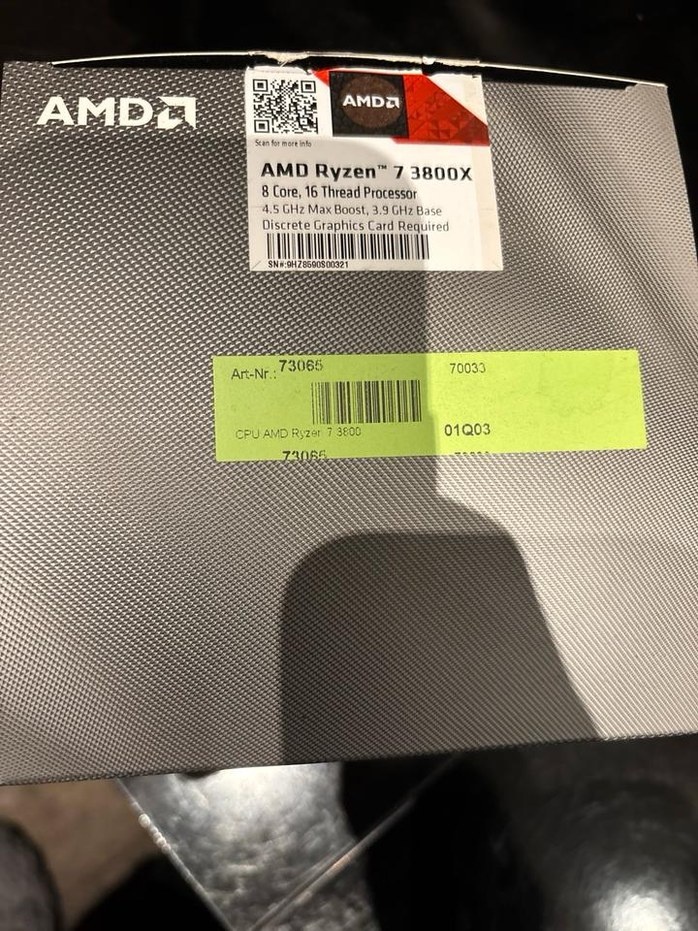 AMD
AMD
Scan for more info
AMD Ryzen™ 7 3800X
8 Core, 16 Thread Processor
4.5 GHz Max Boost, 3.9 GHz Base
Discrete Graphics Card Required
SN#:9HZ8690S00321
Art-Nr.: 73065 70033
CPU AMD Ryzen 7 3800 01Q03
73065